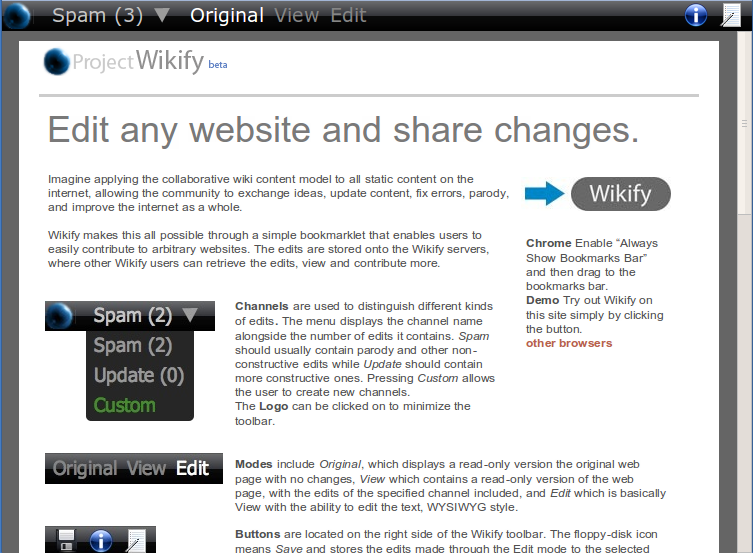 Spam (3) ▼ Original View Edit
ProjectWikify beta
Edit any website and share changes.
Imagine applying the collaborative wiki content model to all static content on the
internet, allowing the community to exchange ideas, update content, fix errors, parody,
and improve the internet as a whole.
Wikify makes this all possible through a simple bookmarklet that enables users to
easily contribute to arbitrary websites. The edits are stored onto the Wikify servers,
where other Wikify users can retrieve the edits, view and contribute more.
Wikify
Chrome Enable “Always
Show Bookmarks Bar”
and then drag to the
bookmarks bar.
Demo Try out Wikify on
this site simply by clicking
the button.
other browsers
Spam (2) ▼
Spam (2)
Update (0)
Custom
Channels are used to distinguish different kinds
of edits. The menu displays the channel name
alongside the number of edits it contains. Spam
should usually contain parody and other non-
constructive edits while Update should contain
more constructive ones. Pressing Custom allows
the user to create new channels.
The Logo can be clicked on to minimize the
toolbar.
Original View Edit
Modes include Original, which displays a read-only version the original web
page with no changes, View which contains a read-only version of the web
page, with the edits of the specified channel included, and Edit which is basically
View with the ability to edit the text, WYSIWYG style.
Buttons are located on the right side of the Wikify toolbar. The floppy-disk icon
means Save and stores the edits made through the Edit mode to the selected